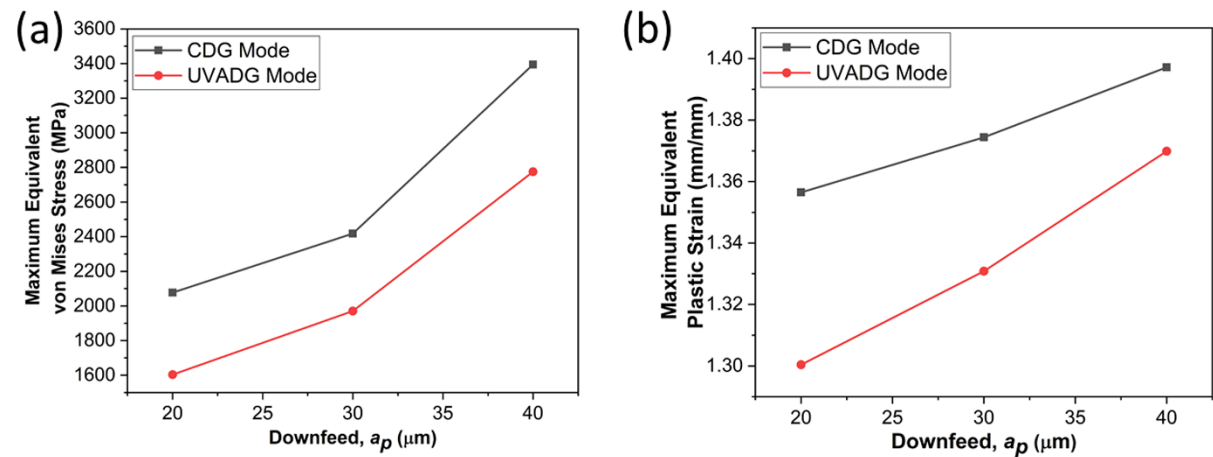 (a)
3600
3400
3200
3000
2800
2600
2400
2200
2000
1800
1600
Maximum Equivalent
von Mises Stress (MPa)
CDG Mode
UVADG Mode
20
25
30
35
40
Downfeed, ap (μm)
(b)
1.40
1.38
1.36
1.34
1.32
1.30
Maximum Equivalent
Plastic Strain (mm/mm)
CDG Mode
UVADG Mode
20
25
30
35
40
Downfeed, ap (μm)